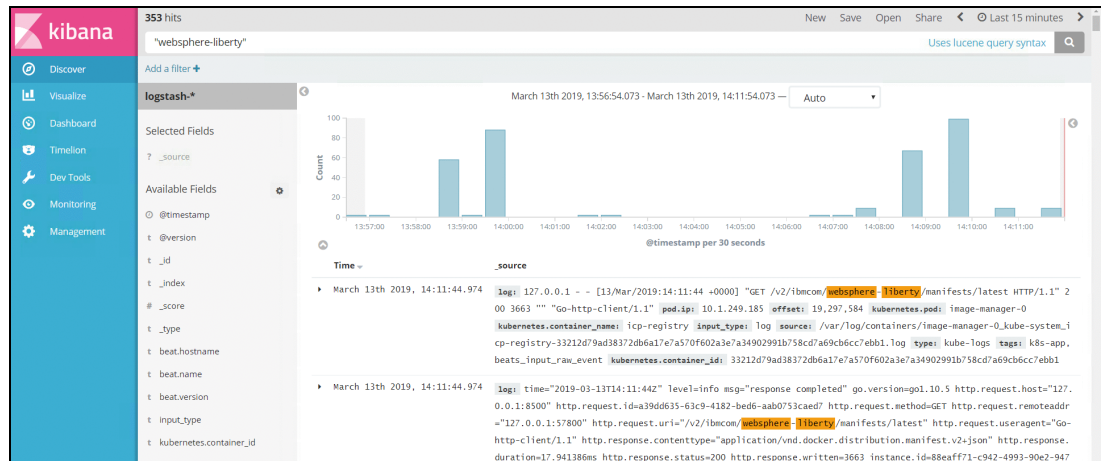 kibana
Discover
Visualize
Dashboard
Timelion
Dev Tools
Monitoring
Management
353 hits
New Save Open Share Last 15 minutes
"websphere-liberty"
Uses lucene query syntax
Add a filter +
logstash-*
Selected Fields
? _source
Available Fields
@timestamp
t @version
t _id
t _index
# _score
t _type
t beat.hostname
t beat.name
t beat.version
t input_type
t kubernetes.container_id
March 13th 2019, 13:56:54.073 - March 13th 2019, 14:11:54.073 — Auto
Count
100
80
60
40
20
0
13:57:00 13:58:00 13:59:00 14:00:00 14:01:00 14:02:00 14:03:00 14:04:00 14:05:00 14:06:00 14:07:00 14:08:00 14:09:00 14:10:00 14:11:00
@timestamp per 30 seconds
Time _source
March 13th 2019, 14:11:44.974 log: 127.0.0.1 - - [13/Mar/2019:14:11:44 +0000] "GET /v2/ibmcom/websphere-liberty/manifests/latest HTTP/1.1" 2
00 3663 "" "Go-http-client/1.1" pod.ip: 10.1.249.185 offset: 19,297,584 kubernetes.pod: image-manager-0
kubernetes.container_name: icp-registry input_type: log source: /var/log/containers/image-manager-0_kube-system_i
cp-registry-33212d79ad38372db6a17e7a570f602a3e7a34902991b758cd7a69cb6cc7ebb1.log type: kube-logs tags: k8s-app,
beats_input_raw_event kubernetes.container_id: 33212d79ad38372db6a17e7a570f602a3e7a34902991b758cd7a69cb6cc7ebb1
March 13th 2019, 14:11:44.974 log: time="2019-03-13T14:11:44Z" level=info msg="response completed" go.version=go1.10.5 http.request.host="127.
0.0.1:8500" http.request.id=a39dd635-63c9-4182-bed6-aab0753caed7 http.request.method=GET http.request.remoteaddr
="127.0.0.1:57800" http.request.uri="/v2/ibmcom/websphere-liberty/manifests/latest" http.request.useragent="Go-
http-client/1.1" http.response.contenttype="application/vnd.docker.distribution.manifest.v2+json" http.response.
duration=17.941386ms http.response.status=200 http.response.written=3663 instance.id=88eaff71-c942-4993-90e2-947